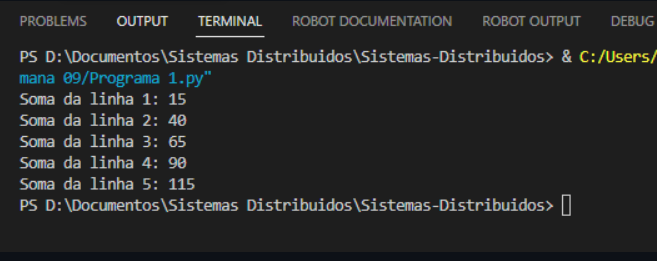 PROBLEMS OUTPUT TERMINAL ROBOT DOCUMENTATION ROBOT OUTPUT DEBUG
PS D:\Documentos\Sistemas Distribuidos\Sistemas-Distribuidos> & C:/Users/
mana 09/Programa 1.py"
Soma da linha 1: 15
Soma da linha 2: 40
Soma da linha 3: 65
Soma da linha 4: 90
Soma da linha 5: 115
PS D:\Documentos\Sistemas Distribuidos\Sistemas-Distribuidos>